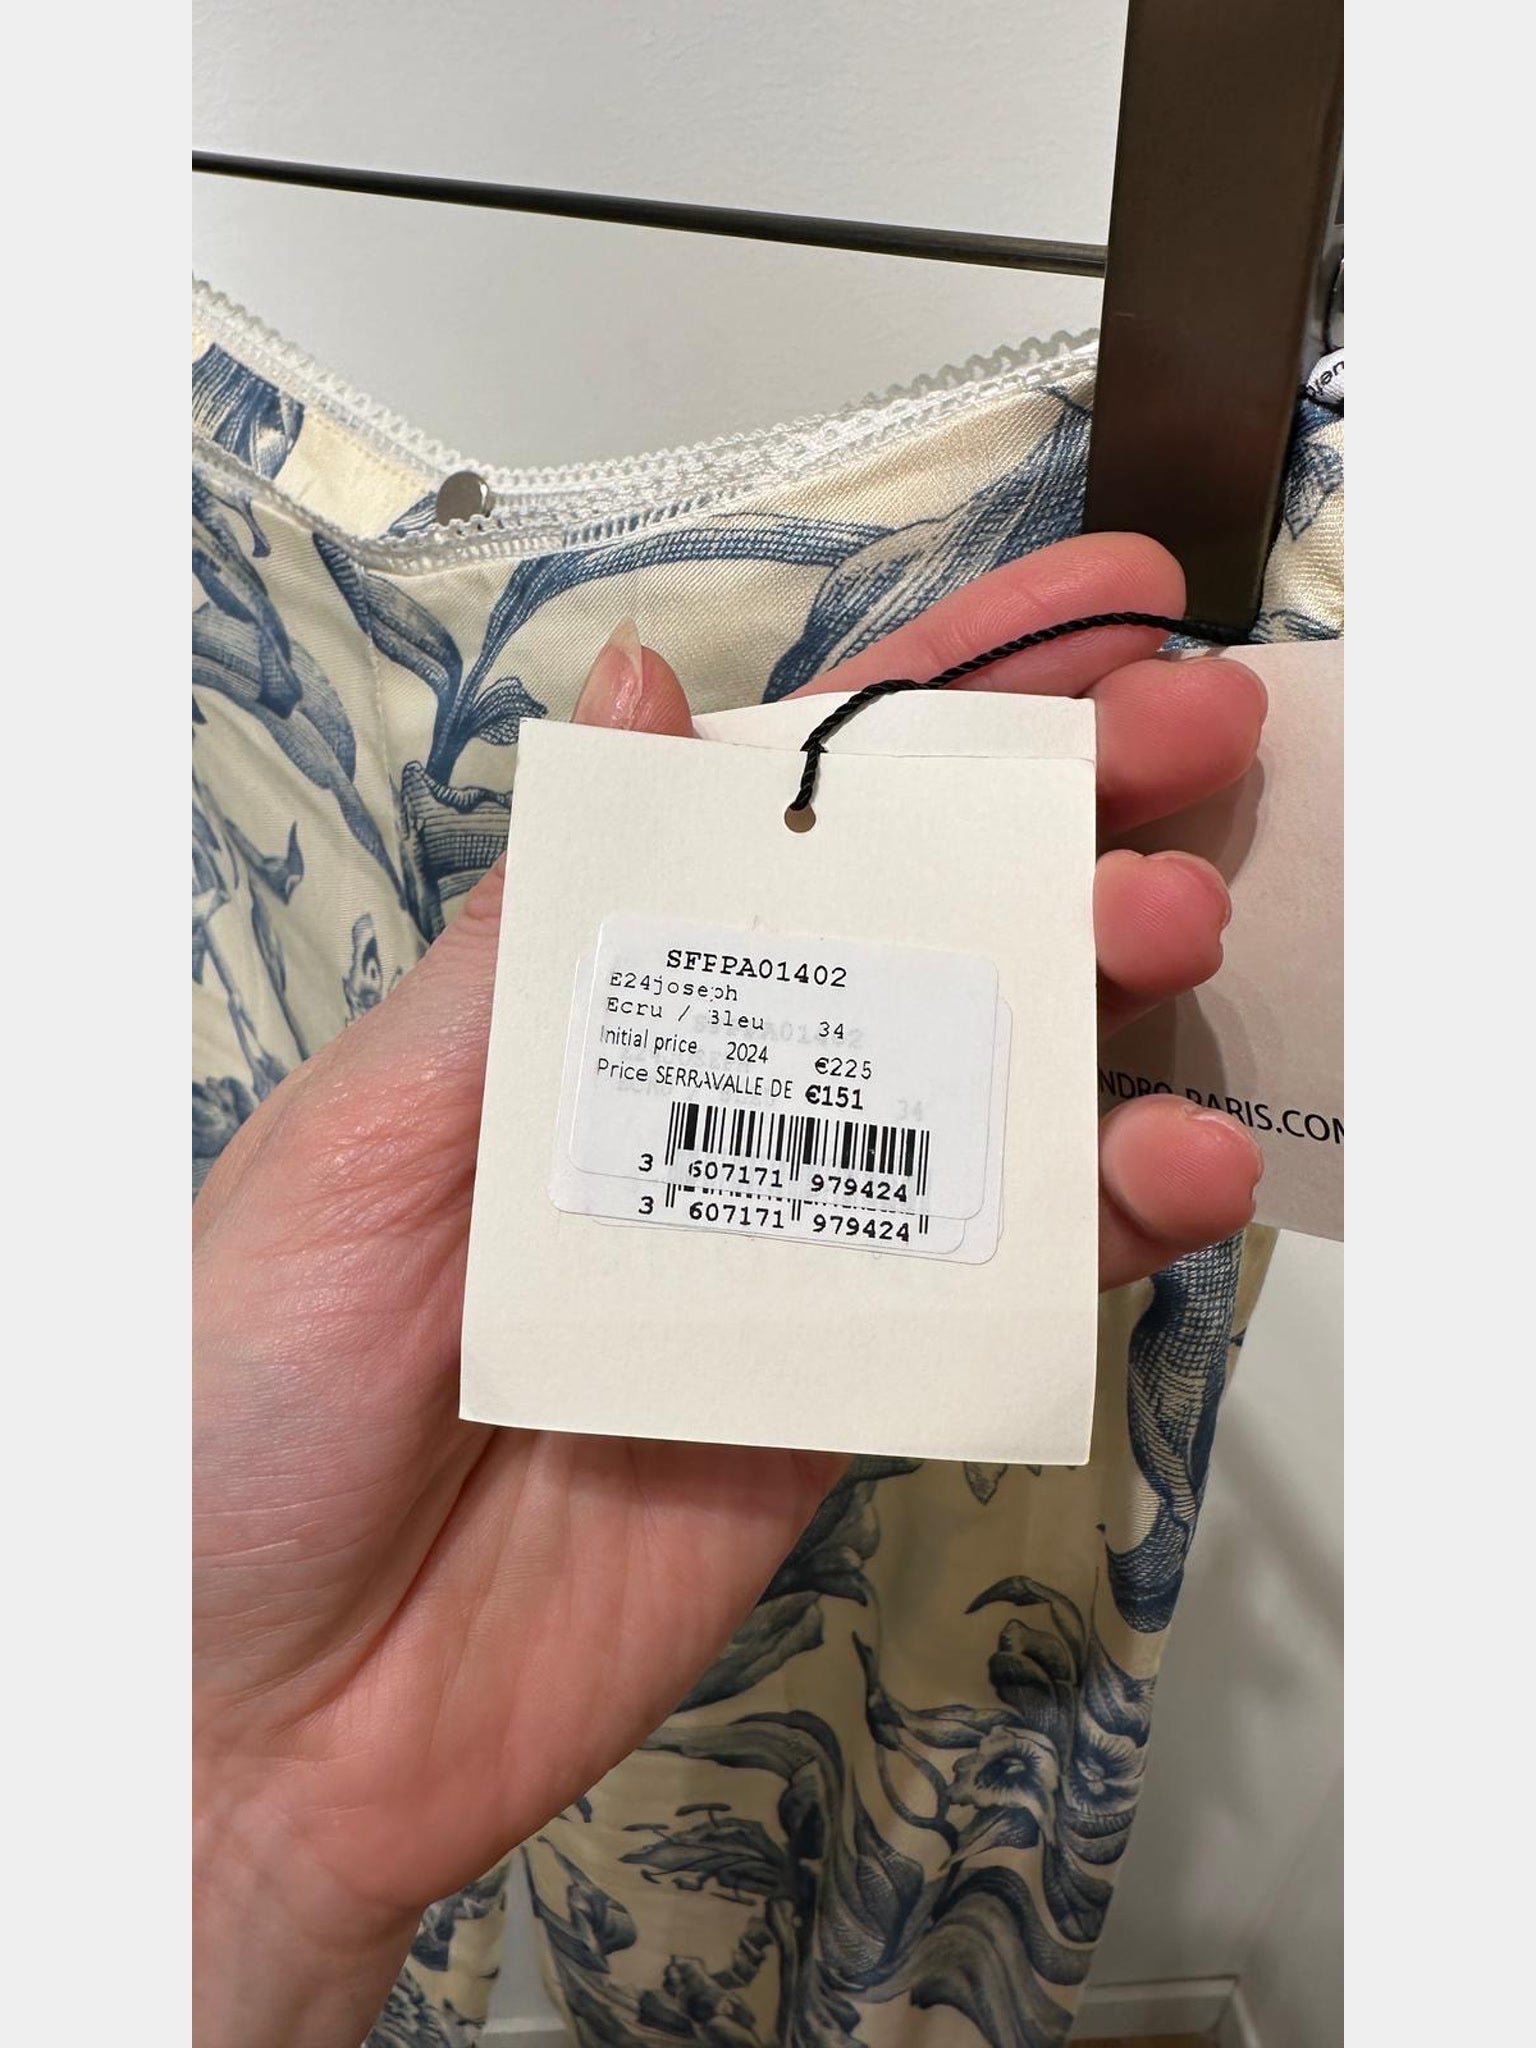 SFPPA01402
E24joseph
Ecru / Bleu 34
Initial price 2024 €225
Price SERRAVALLE DE €151
34
3 607171 979424
3 607171 979424
NDRO-PARIS.COM